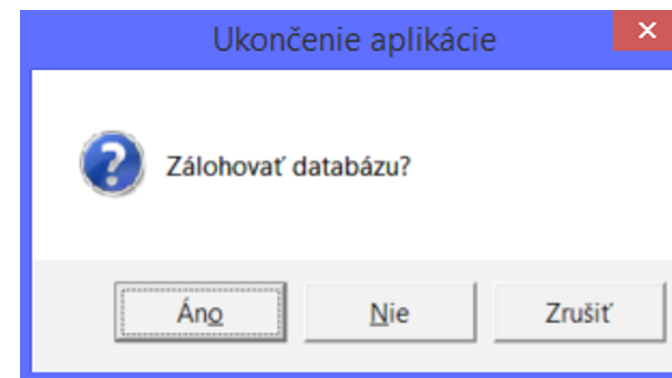 Ukončenie aplikácie
Zálohovať databázu?
Áno
Nie
Zrušiť